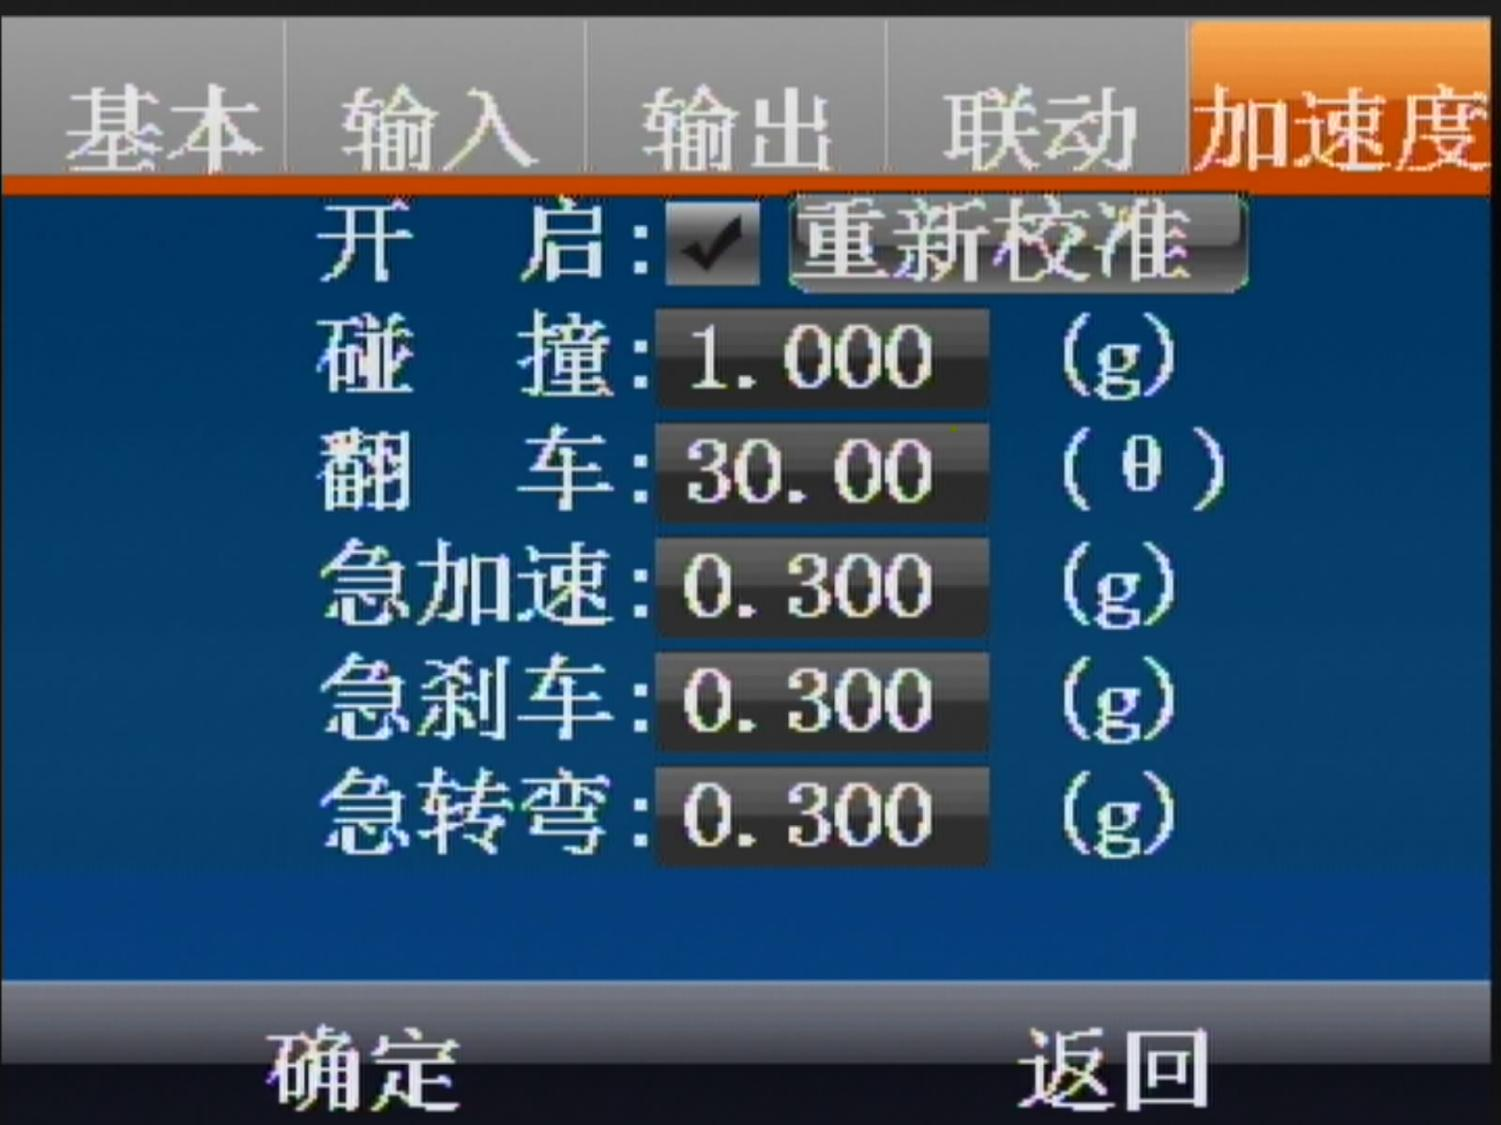 基本 输入 输出 联动 加速度
开 启: 重新校准
碰 撞: 1.000 (g)
翻 车: 30.00 (θ)
急加速: 0.300 (g)
急刹车: 0.300 (g)
急转弯: 0.300 (g)
确定 返回